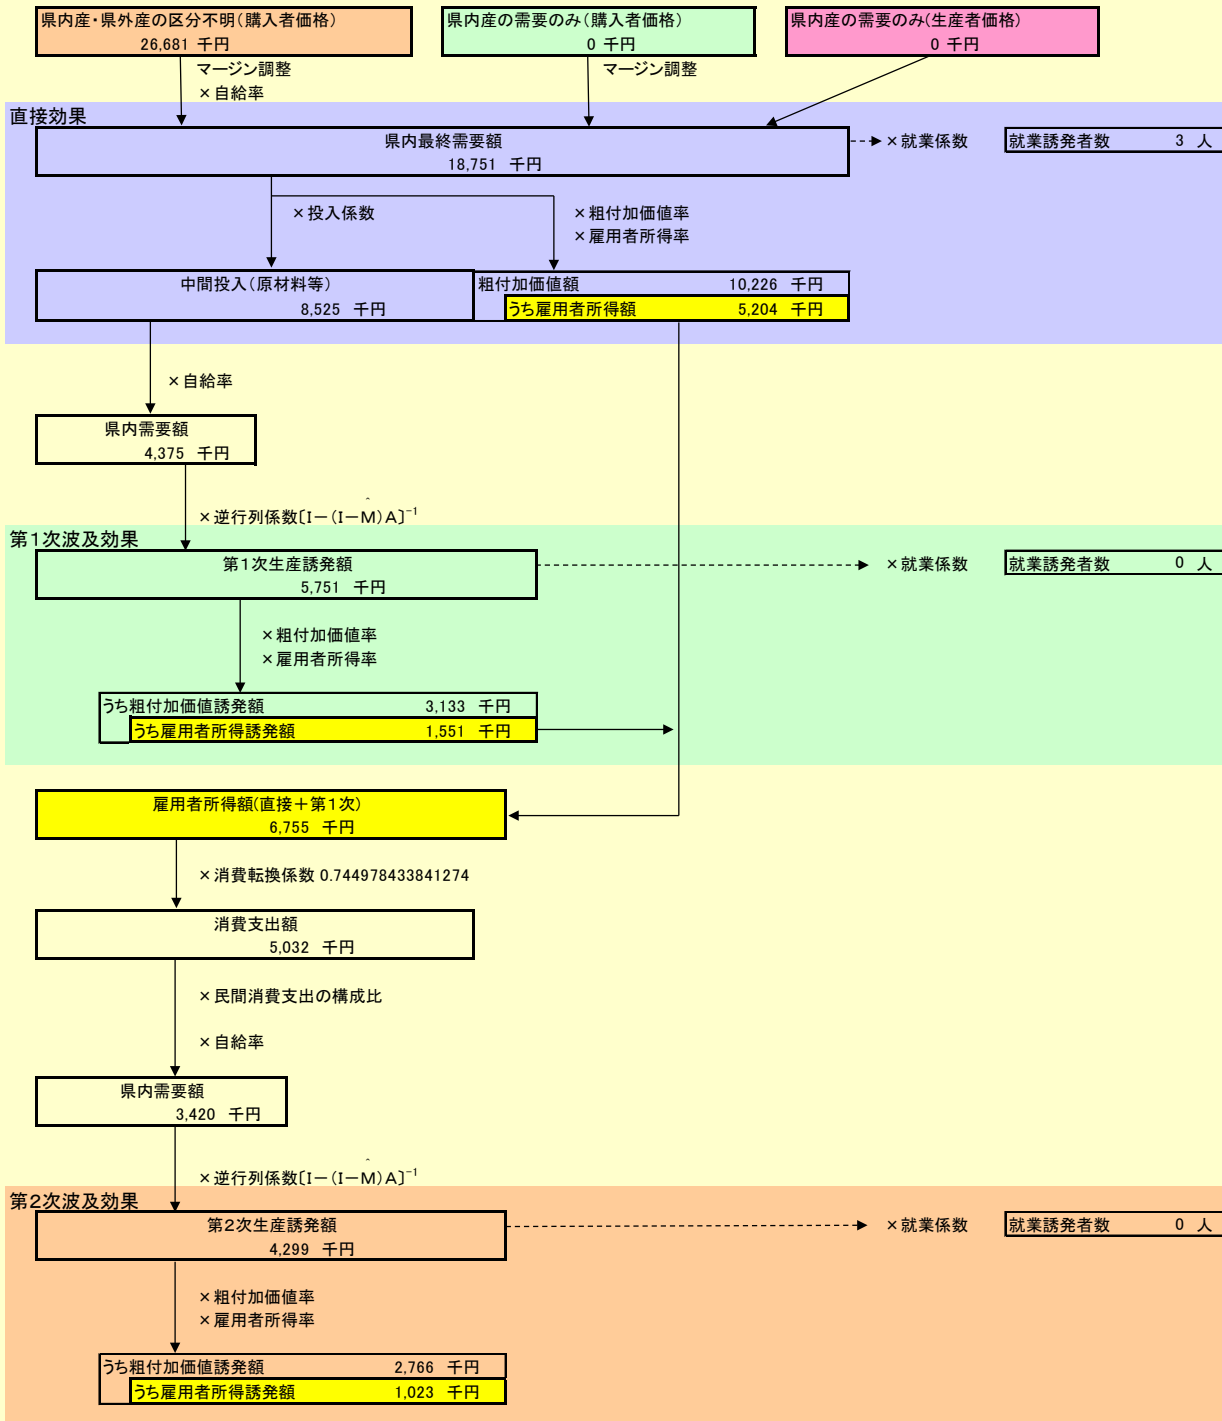 県内産・県外産の区分不明(購入者価格)
26,681 千円
県内産の需要のみ(購入者価格)
0 千円
県内産の需要のみ(生産者価格)
0 千円
マージン調整
×自給率
マージン調整
直接効果
県内最終需要額
18,751 千円
×就業係数
就業誘発者数 3 人
×投入係数
×粗付加価値率
×雇用者所得率
中間投入(原材料等)
8,525 千円
粗付加価値額 10,226 千円
うち雇用者所得額 5,204 千円
×自給率
県内需要額
4,375 千円
×逆行列係数[I-(I-M̂)A]⁻¹
第1次波及効果
第1次生産誘発額
5,751 千円
×就業係数
就業誘発者数 0 人
×粗付加価値率
×雇用者所得率
うち粗付加価値誘発額 3,133 千円
うち雇用者所得誘発額 1,551 千円
雇用者所得額(直接+第1次)
6,755 千円
×消費転換係数 0.744978433841274
消費支出額
5,032 千円
×民間消費支出の構成比
×自給率
県内需要額
3,420 千円
×逆行列係数[I-(I-M̂)A]⁻¹
第2次波及効果
第2次生産誘発額
4,299 千円
×就業係数
就業誘発者数 0 人
×粗付加価値率
×雇用者所得率
うち粗付加価値誘発額 2,766 千円
うち雇用者所得誘発額 1,023 千円